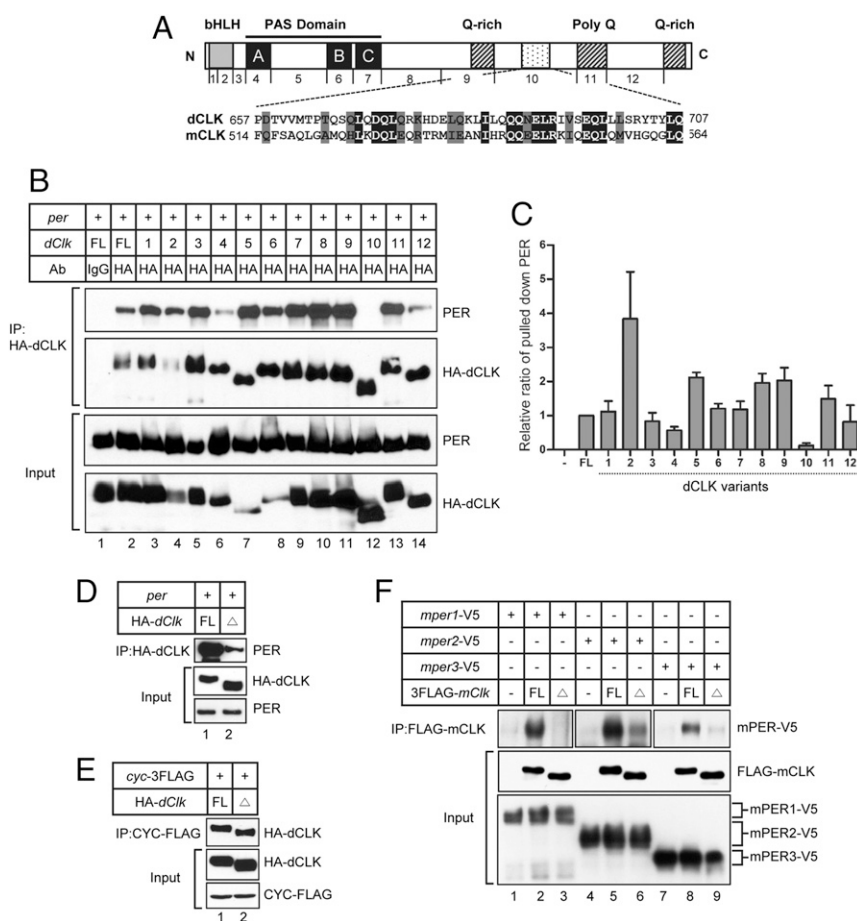 A
bHLH PAS Domain Q-rich Poly Q Q-rich
N A B C C
1 2 3 4 5 6 7 8 9 10 11 12
dCLK 657 PDTVVMTPTQSQLQDQLQRKHDELQKLILQQQNELRIVSEQLLLSRYTYLQ 707
mCLK 514 FQFSAQLGAMQHLKDQLEQRTRMIEANIHRQQEELRKIQEQLQMVHGQGLQ 564
B
per + + + + + + + + + + + + + +
dClk FL FL 1 2 3 4 5 6 7 8 9 10 11 12
Ab IgG HA HA HA HA HA HA HA HA HA HA HA HA HA
IP:
HA-dCLK
PER
HA-dCLK
Input
PER
HA-dCLK
1 2 3 4 5 6 7 8 9 10 11 12 13 14
C
Relative ratio of pulled down PER
6
5
4
3
2
1
0
- FL 1 2 3 4 5 6 7 8 9 10 11 12
dCLK variants
D
per + +
HA-dClk FL △
IP:HA-dCLK PER
Input
HA-dCLK
PER
1 2
E
cyc-3FLAG + +
HA-dClk FL △
IP:CYC-FLAG HA-dCLK
Input
HA-dCLK
CYC-FLAG
1 2
F
mper1-V5 + + + - - - - - -
mper2-V5 - - - + + + - - -
mper3-V5 - - - - - - + + +
3FLAG-mClk - FL △ - FL △ - FL △
IP:FLAG-mCLK mPER-V5
Input
FLAG-mCLK
mPER1-V5
mPER2-V5
mPER3-V5
1 2 3 4 5 6 7 8 9